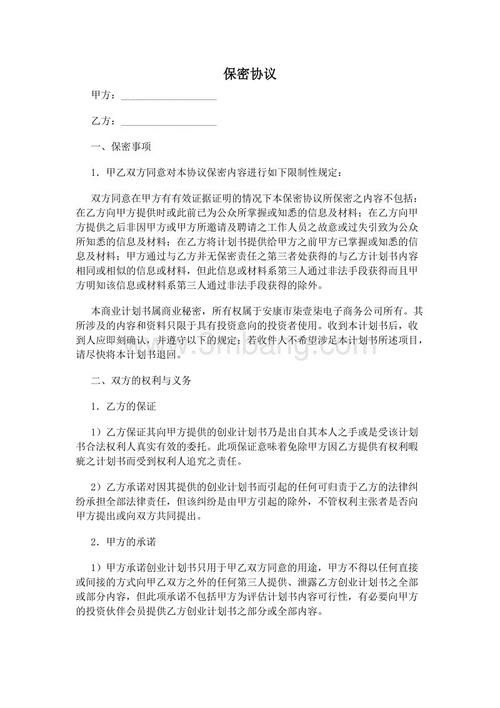 保密协议
甲方：___________________
乙方：___________________
一、保密事项
1．甲乙双方同意对本协议保密内容进行如下限制性规定：
双方同意在甲方有有效证据证明的情况下本保密协议所保密之内容不包括：
在乙方向甲方提供时或此前已为公众所掌握或知悉的信息及材料；在乙方向甲
方提供之后非因甲方或甲方所邀请及聘请之工作人员之故意或过失引致为公众
所知悉的信息及材料；在乙方将计划书提供给甲方之前甲方已掌握或知悉的信
息及材料；甲方通过与乙方并无保密责任之第三者处获得的与乙方计划书内容
相同或相似的信息或材料，但此信息或材料系第三人通过非法手段获得而且甲
方明知该信息或材料系第三人通过非法手段获得的除外。
本商业计划书属商业秘密，所有权属于安康市柒壹柒电子商务公司所有。其
所涉及的内容和资料只限于具有投资意向的投资者使用。收到本计划书后，收
到人应即刻确认，并遵守以下的规定：若收件人不希望涉足本计划书所述项目，
请尽快将本计划书退回。
二、双方的权利与义务
1．乙方的保证
1）乙方保证其向甲方提供的创业计划书乃是出自其本人之手或是受该计划
书合法权利人真实有效的委托。此项保证意味着免除甲方因乙方提供有权利暇
疵之计划书而受到权利人追究之责任。
2）乙方承诺对因其提供的创业计划书而引起的任何可归责于乙方的法律纠
纷承担全部法律责任，但该纠纷是由甲方引起的除外，不管权利主张者是否向
甲方提出或向双方共同提出。
2．甲方的承诺
1）甲方承诺创业计划书只用于甲乙双方同意的用途，甲方不得以任何直接
或间接的方式向甲乙双方之外的任何第三人提供、泄露乙方创业计划书之全部
或部分内容，但此项承诺不包括甲方为评估计划书内容可行性，有必要向甲方
的投资伙伴会员提供乙方创业计划书之部分或全部内容。